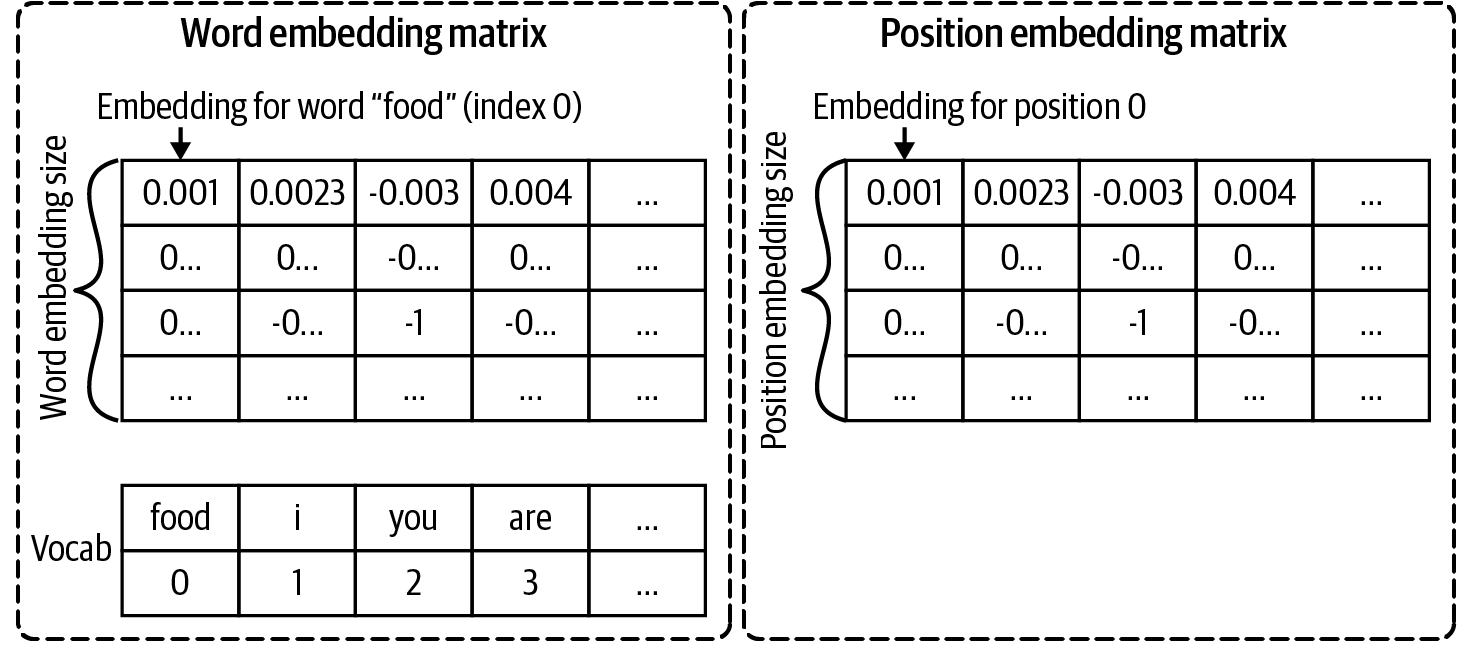 Word embedding matrix
Embedding for word “food” (index 0)
Word embedding size
0.001 0.0023 -0.003 0.004 ...
0... 0... -0... 0... ...
0... -0... -1 -0... ...
... ... ... ... ...
Vocab
food i you are ...
0 1 2 3 ...
Position embedding matrix
Embedding for position 0
Position embedding size
0.001 0.0023 -0.003 0.004 ...
0... 0... -0... 0... ...
0... -0... -1 -0... ...
... ... ... ... ...